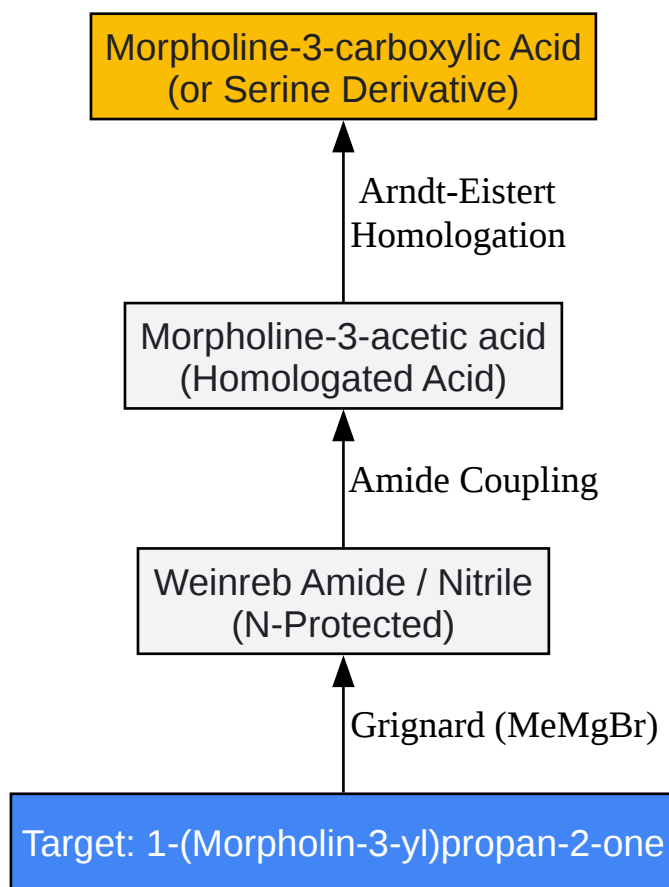 Morpholine-3-carboxylic Acid
(or Serine Derivative)
Arndt-Eistert
Homologation
Morpholine-3-acetic acid
(Homologated Acid)
Amide Coupling
Weinreb Amide / Nitrile
(N-Protected)
Grignard (MeMgBr)
Target: 1-(Morpholin-3-yl)propan-2-one